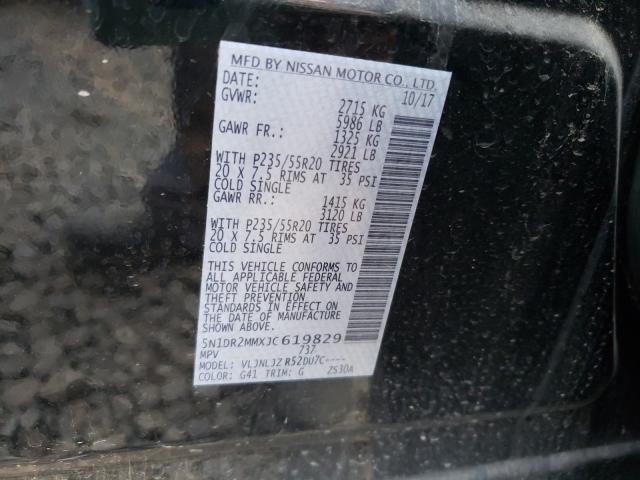 MFD BY NISSAN MOTOR CO., LTD.
DATE: 10/17
GVWR: 2715 KG
5986 LB
GAWR FR.: 1325 KG
2921 LB
WITH P235/55R20 TIRES
20 X 7.5 RIMS AT 35 PSI
COLD SINGLE
GAWR RR.: 1415 KG
3120 LB
WITH P235/55R20 TIRES
20 X 7.5 RIMS AT 35 PSI
COLD SINGLE
THIS VEHICLE CONFORMS TO
ALL APPLICABLE FEDERAL
MOTOR VEHICLE SAFETY AND
THEFT PREVENTION
STANDARDS IN EFFECT ON
THE DATE OF MANUFACTURE
SHOWN ABOVE.
5N1DR2MMXJC619829
MPV 737
MODEL: VLJNLJZ R52DU7C----
COLOR: G41 TRIM: G ZS30A